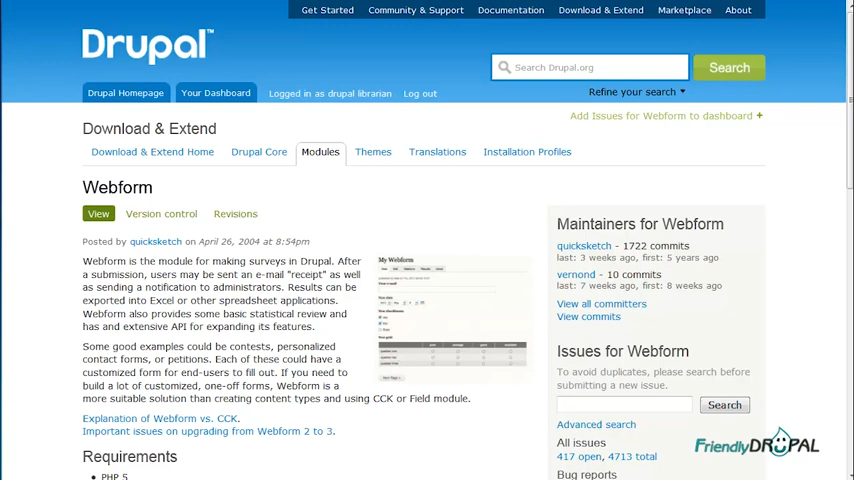 Get Started Community & Support Documentation Download & Extend Marketplace About
Drupal™
Search Drupal.org Search
Refine your search
Drupal Homepage Your Dashboard Logged in as drupal librarian Log out
Add Issues for Webform to dashboard +
Download & Extend
Download & Extend Home Drupal Core Modules Themes Translations Installation Profiles
Webform
View Version control Revisions
Posted by quicksketch on April 26, 2004 at 8:54pm
Webform is the module for making surveys in Drupal. After
a submission, users may be sent an e-mail "receipt" as well
as sending a notification to administrators. Results can be
exported into Excel or other spreadsheet applications.
Webform also provides some basic statistical review and
has and extensive API for expanding its features.
Some good examples could be contests, personalized
contact forms, or petitions. Each of these could have a
customized form for end-users to fill out. If you need to
build a lot of customized, one-off forms, Webform is a
more suitable solution than creating content types and using CCK or Field module.
Explanation of Webform vs. CCK.
Important issues on upgrading from Webform 2 to 3.
Requirements
• PHP 5
My Webform
Maintainers for Webform
quicksketch - 1722 commits
last: 3 weeks ago, first: 5 years ago
vernond - 10 commits
last: 7 weeks ago, first: 8 weeks ago
View all committers
View commits
Issues for Webform
To avoid duplicates, please search before
submitting a new issue.
Search
Advanced search
All issues
417 open, 4713 total
Bug reports
FriendlyDRUPAL